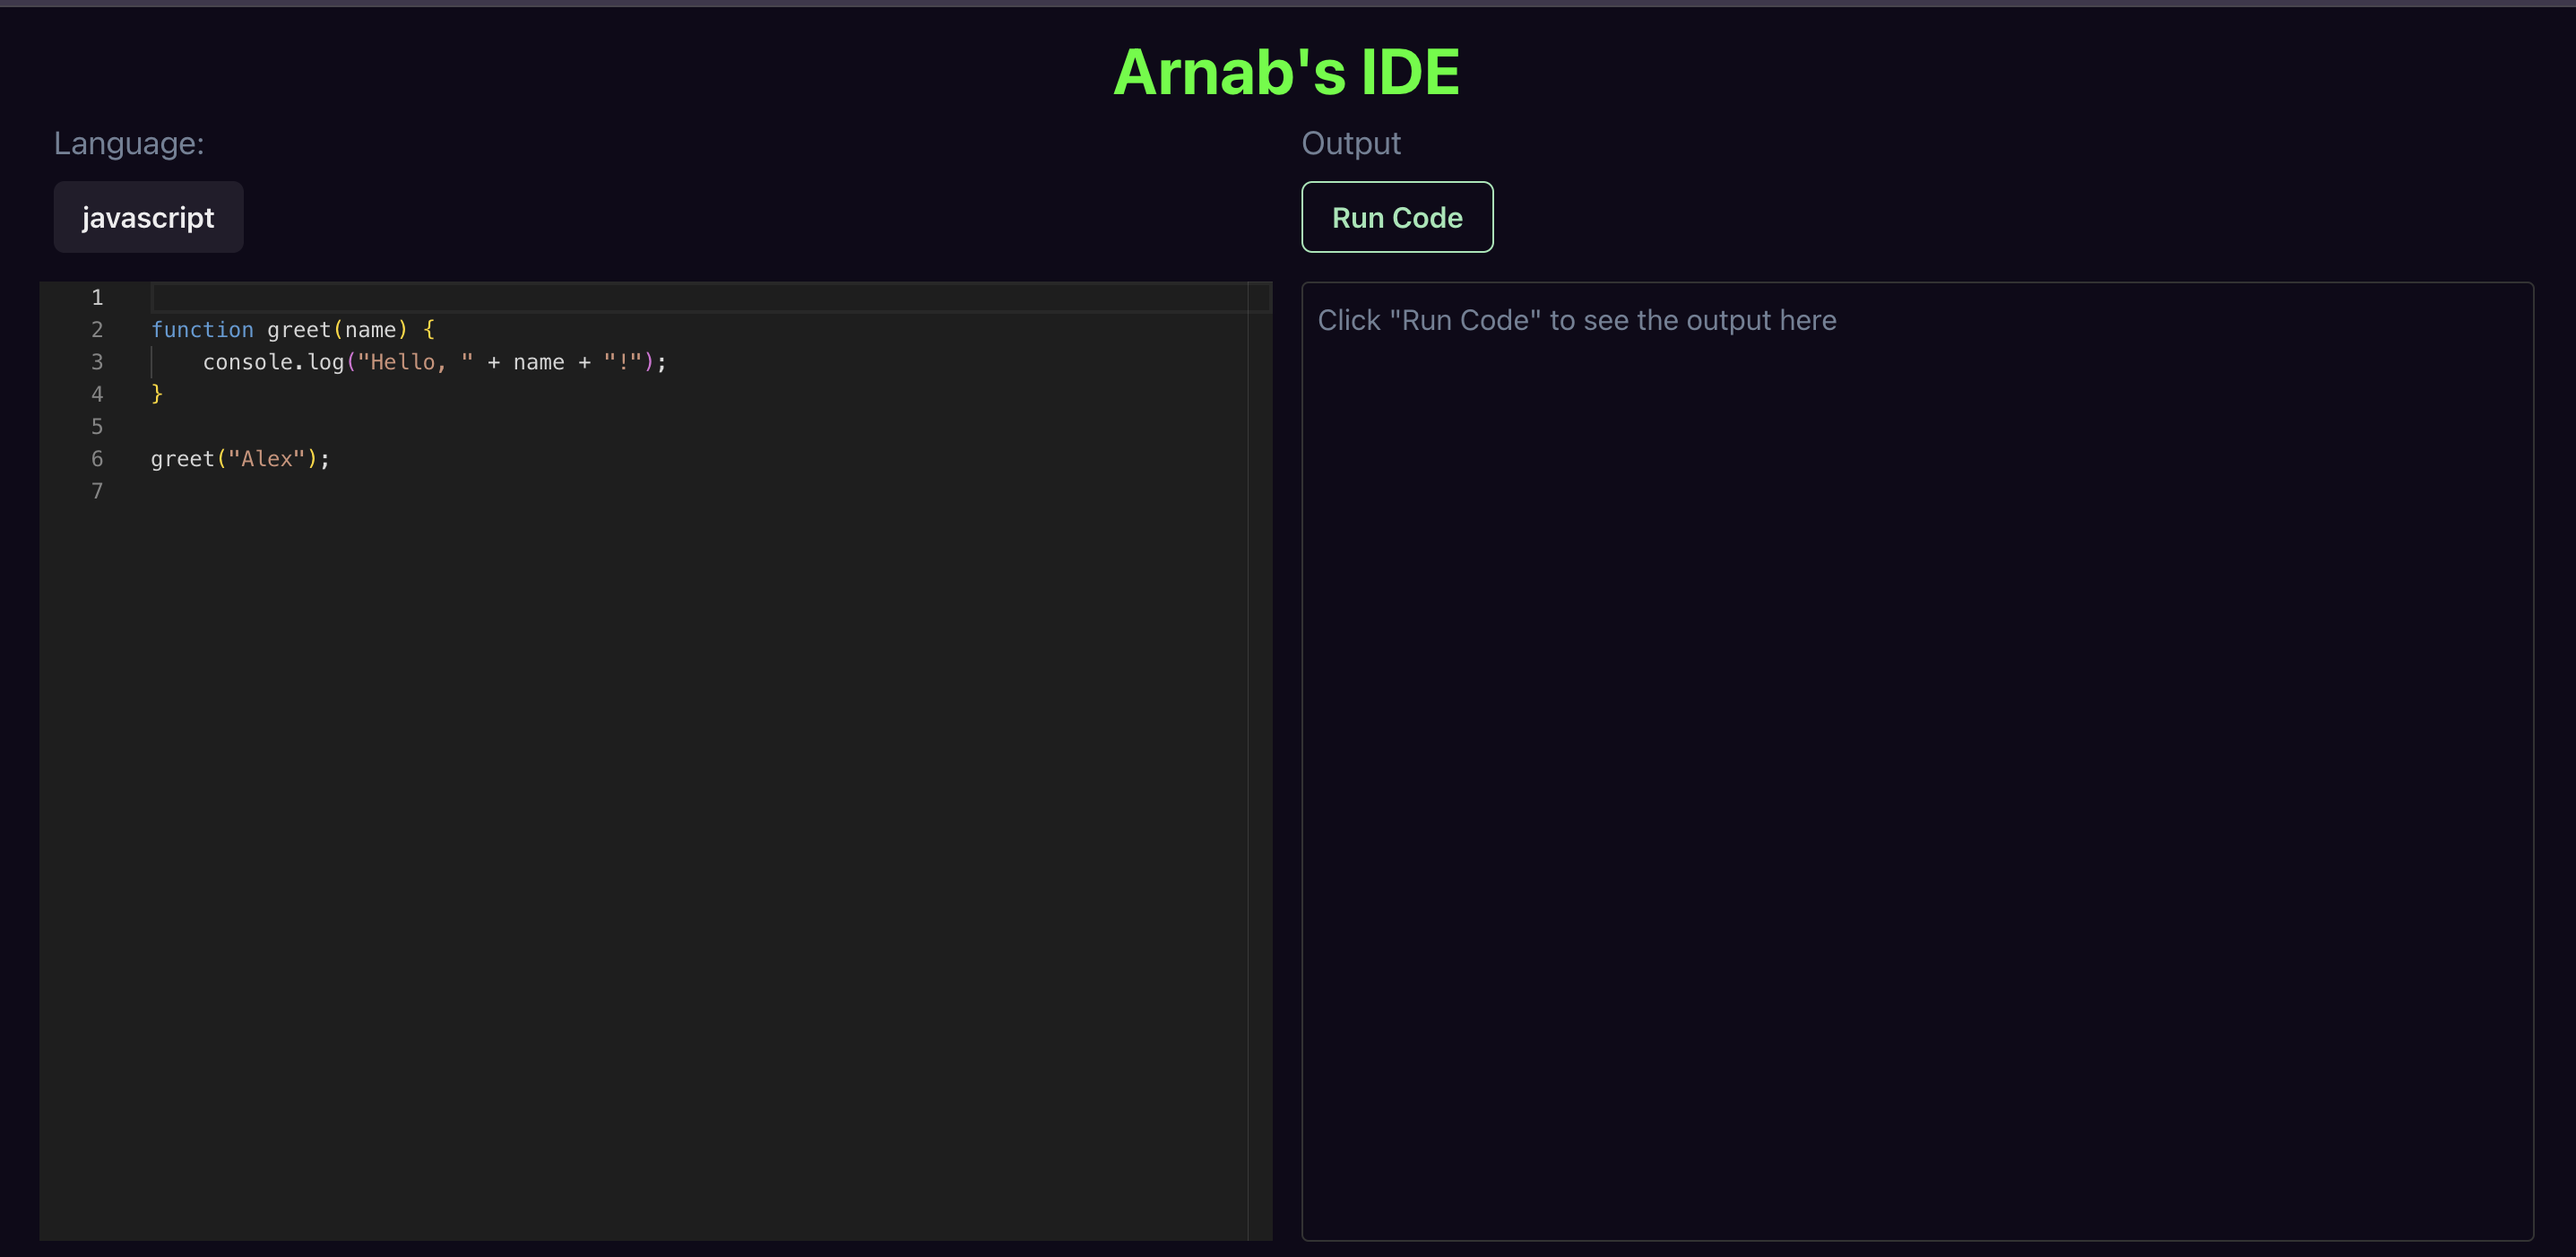 Arnab's IDE
Language:
javascript
1
2 function greet(name) {
3     console.log("Hello, " + name + "!");
4 }
5
6 greet("Alex");
7
Output
Run Code
Click "Run Code" to see the output here